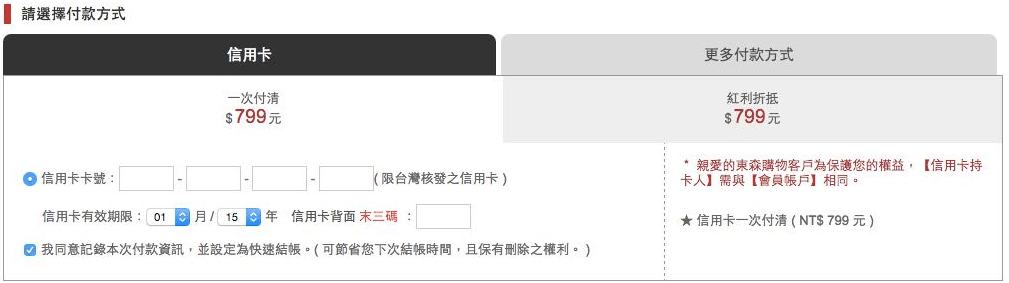 請選擇付款方式
信用卡
更多付款方式
一次付清
$799元
紅利折抵
$799元
信用卡卡號：
-
-
-
(限台灣核發之信用卡)
信用卡有效期限：01 月/ 15 年 信用卡背面 末三碼 ：
我同意記錄本次付款資訊，並設定為快速結帳。(可節省您下次結帳時間，且保有刪除之權利。)
* 親愛的東森購物客戶為保護您的權益，【信用卡持
卡人】需與【會員帳戶】相同。
★ 信用卡一次付清 ( NT$ 799 元 )